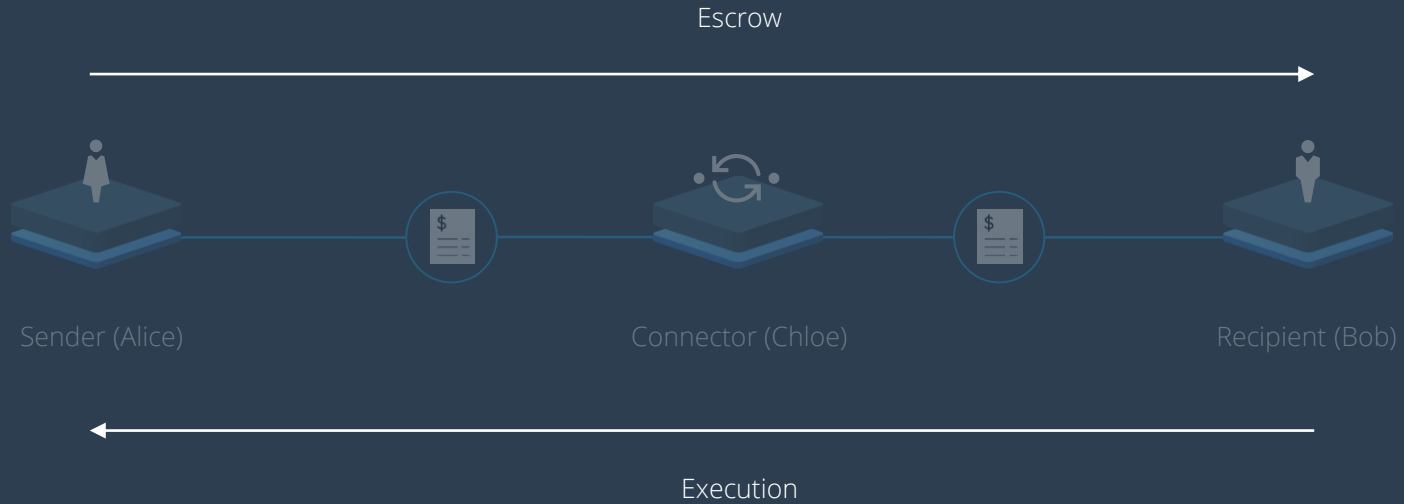 Escrow
$
$
Sender (Alice)
Connector (Chloe)
Recipient (Bob)
Execution